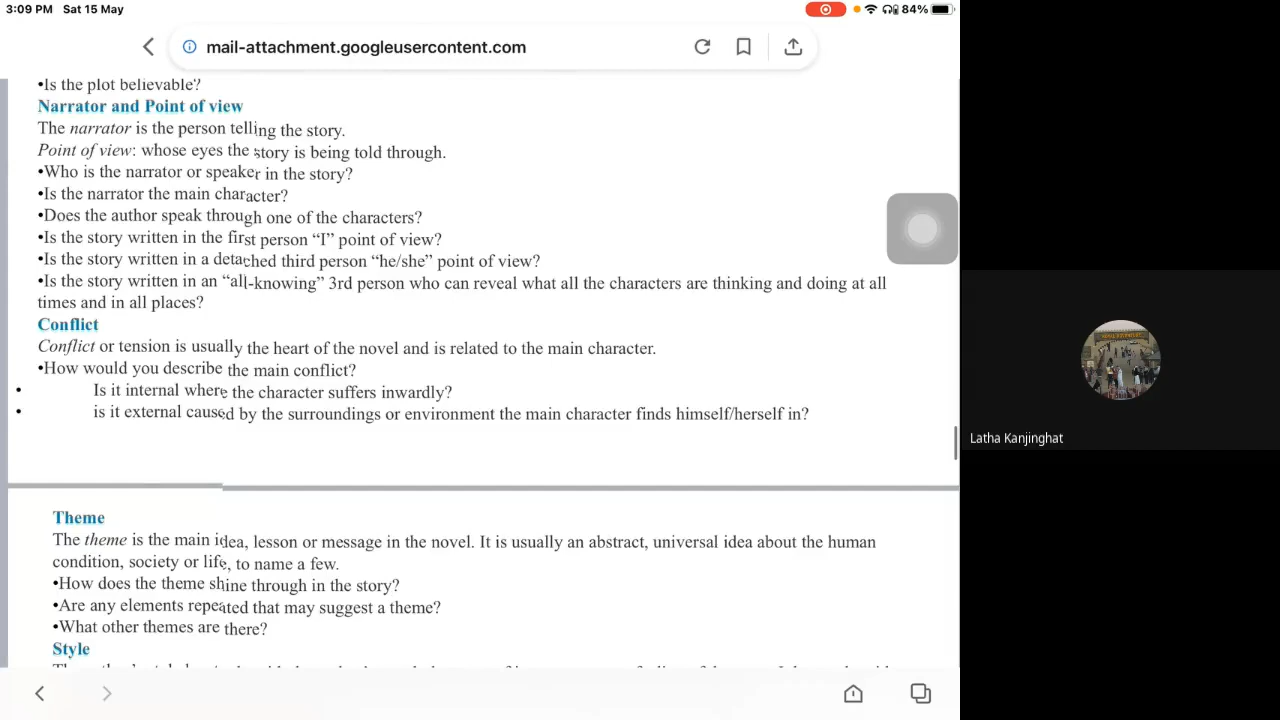 3:09 PM Sat 15 May
84%
mail-attachment.googleusercontent.com
•Is the plot believable?
Narrator and Point of view
The narrator is the person telling the story.
Point of view: whose eyes the story is being told through.
•Who is the narrator or speaker in the story?
•Is the narrator the main character?
•Does the author speak through one of the characters?
•Is the story written in the first person “I” point of view?
•Is the story written in a detached third person “he/she” point of view?
•Is the story written in an “all-knowing” 3rd person who can reveal what all the characters are thinking and doing at all
times and in all places?
Conflict
Conflict or tension is usually the heart of the novel and is related to the main character.
•How would you describe the main conflict?
• Is it internal where the character suffers inwardly?
• is it external caused by the surroundings or environment the main character finds himself/herself in?
Latha Kanjinghat
Theme
The theme is the main idea, lesson or message in the novel. It is usually an abstract, universal idea about the human
condition, society or life, to name a few.
•How does the theme shine through in the story?
•Are any elements repeated that may suggest a theme?
•What other themes are there?
Style